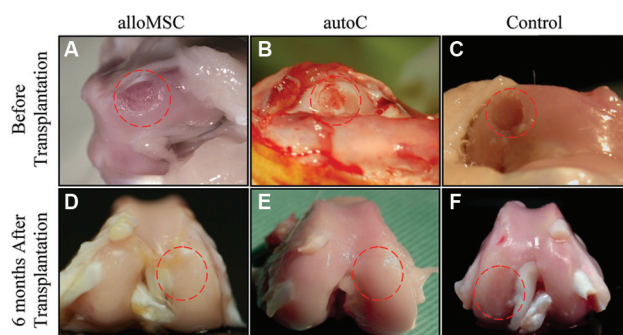 alloMSC
autoC
Control
Before
Transplantation
A
B
C
6 months After
Transplantation
D
E
F